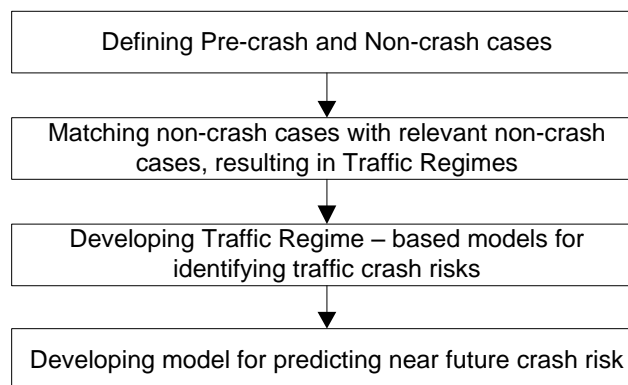 Defining Pre-crash and Non-crash cases
Matching non-crash cases with relevant non-crash
cases, resulting in Traffic Regimes
Developing Traffic Regime – based models for
identifying traffic crash risks
Developing model for predicting near future crash risk